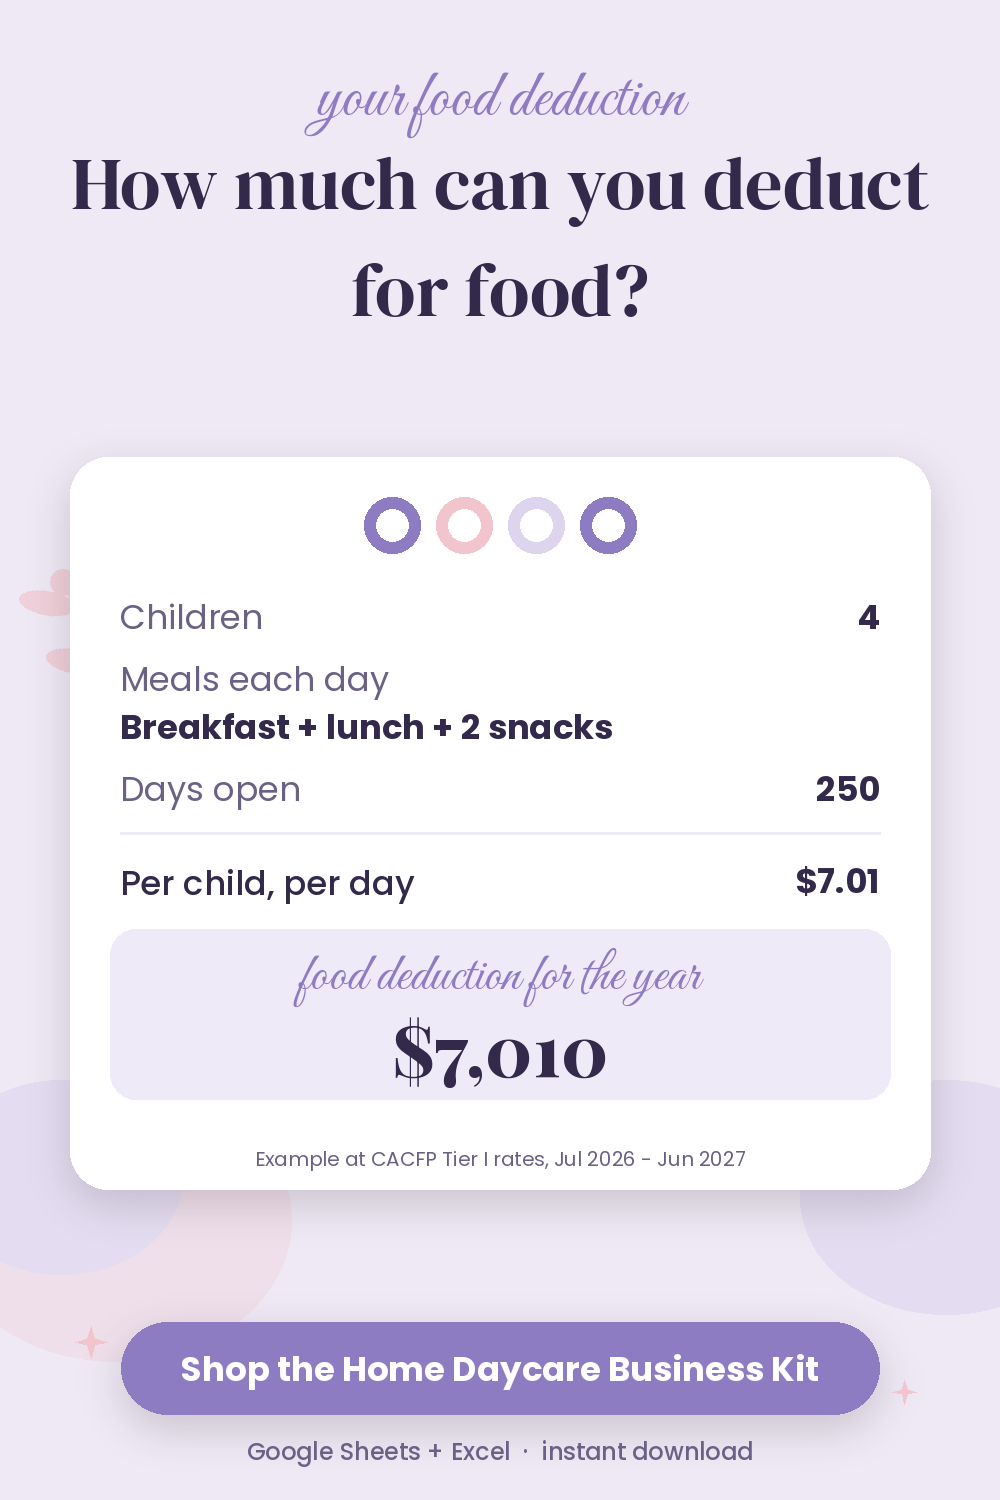 your food deduction
How much can you deduct
for food?
Children 4
Meals each day
Breakfast + lunch + 2 snacks
Days open 250
Per child, per day $7.01
food deduction for the year
$7,010
Example at CACFP Tier I rates, Jul 2026 - Jun 2027
Shop the Home Daycare Business Kit
Google Sheets + Excel · instant download